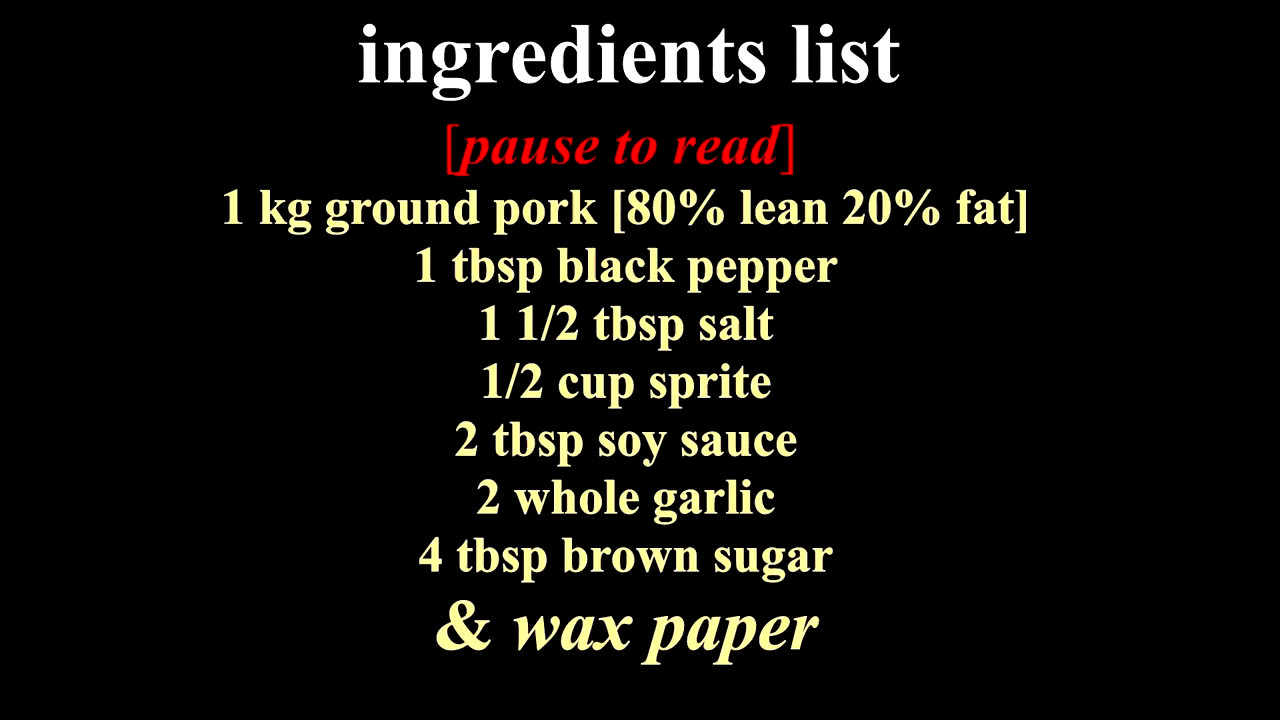 ingredients list
[pause to read]
1 kg ground pork [80% lean 20% fat]
1 tbsp black pepper
1 1/2 tbsp salt
1/2 cup sprite
2 tbsp soy sauce
2 whole garlic
4 tbsp brown sugar
& wax paper